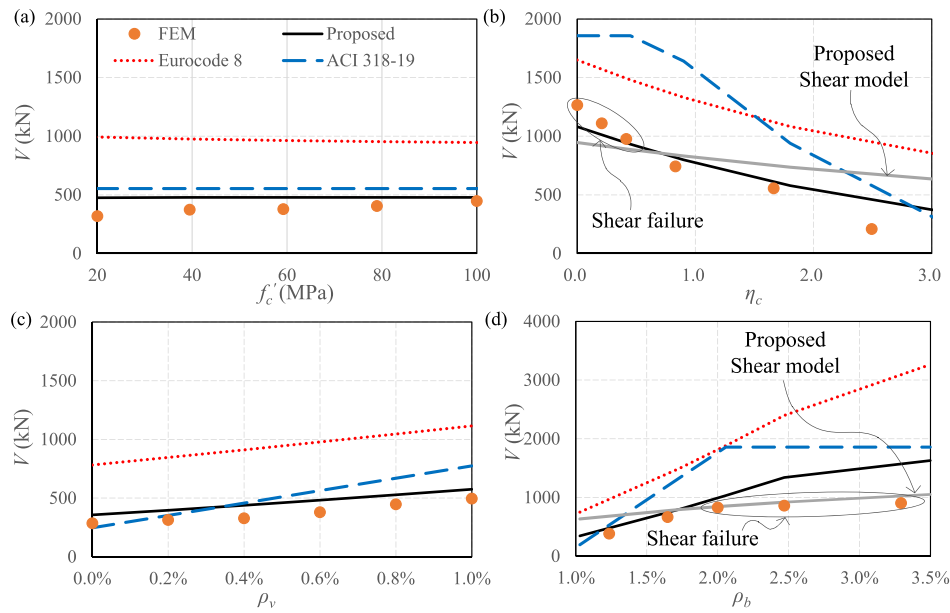 (a)
2000
1500
1000
500
0
V (kN)
FEM
Proposed
Eurocode 8
ACI 318-19
20
40
60
80
100
f_c′(MPa)
(b)
2000
1500
1000
500
0
V (kN)
Proposed
Shear model
Shear failure
0.0
1.0
2.0
3.0
η_c
(c)
2000
1500
1000
500
0
V (kN)
0.0%
0.2%
0.4%
0.6%
0.8%
1.0%
ρ_v
(d)
4000
3000
2000
1000
0
V (kN)
Proposed
Shear model
Shear failure
1.0%
1.5%
2.0%
2.5%
3.0%
3.5%
ρ_b